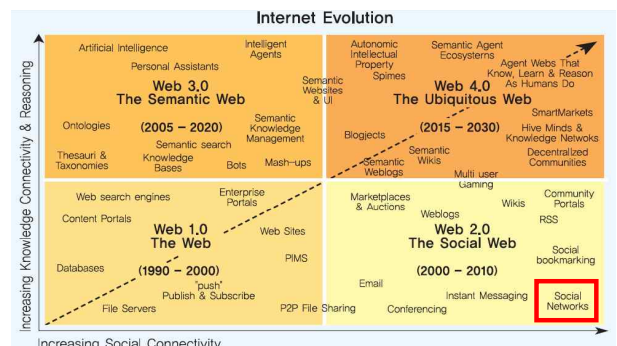 Internet Evolution
Increasing Knowledge Connectivity & Reasoning
Artificial Intelligence
Intelligent
Agents
Personal Assistants
Web 3.0
The Semantic Web
(2005 - 2020)
Semantic
Websites
& UI
Ontologies
Semantic
Knowledge
Management
Semantic search
Thesauri &
Taxonomies
Knowledge
Bases
Bots
Mash-ups
Autonomic
Intellectual
Property
Semantic Agent
Ecosystems
Spimes
Agent Webs That
Know, Learn & Reason
As Humans Do
Web 4.0
The Ubiquitous Web
(2015 - 2030)
SmartMarkets
Blogjects
Hive Minds &
Knowledge Netwoks
Semantic
Wikis
Decentralized
Communities
Semantic
Weblogs
Multi user
Gaming
Web search engines
Enterprise
Portals
Content Portals
Web 1.0
The Web
(1990 - 2000)
Web Sites
PIMS
Databases
"push"
Publish & Subscribe
File Servers
P2P File Sharing
Marketplaces
& Auctions
Wikis
Community
Portals
Weblogs
RSS
Web 2.0
The Social Web
(2000 - 2010)
Social
bookmarking
Email
Instant Messaging
Social
Networks
Conferencing
Increasing Social Connectivity